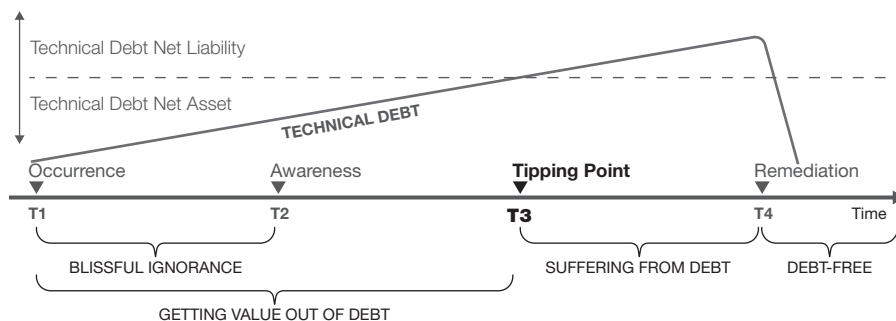 Technical Debt Net Liability
Technical Debt Net Asset
TECHNICAL DEBT
Occurrence
Awareness
Tipping Point
Remediation
T1
T2
T3
T4
Time
BLISSFUL IGNORANCE
SUFFERING FROM DEBT
DEBT-FREE
GETTING VALUE OUT OF DEBT